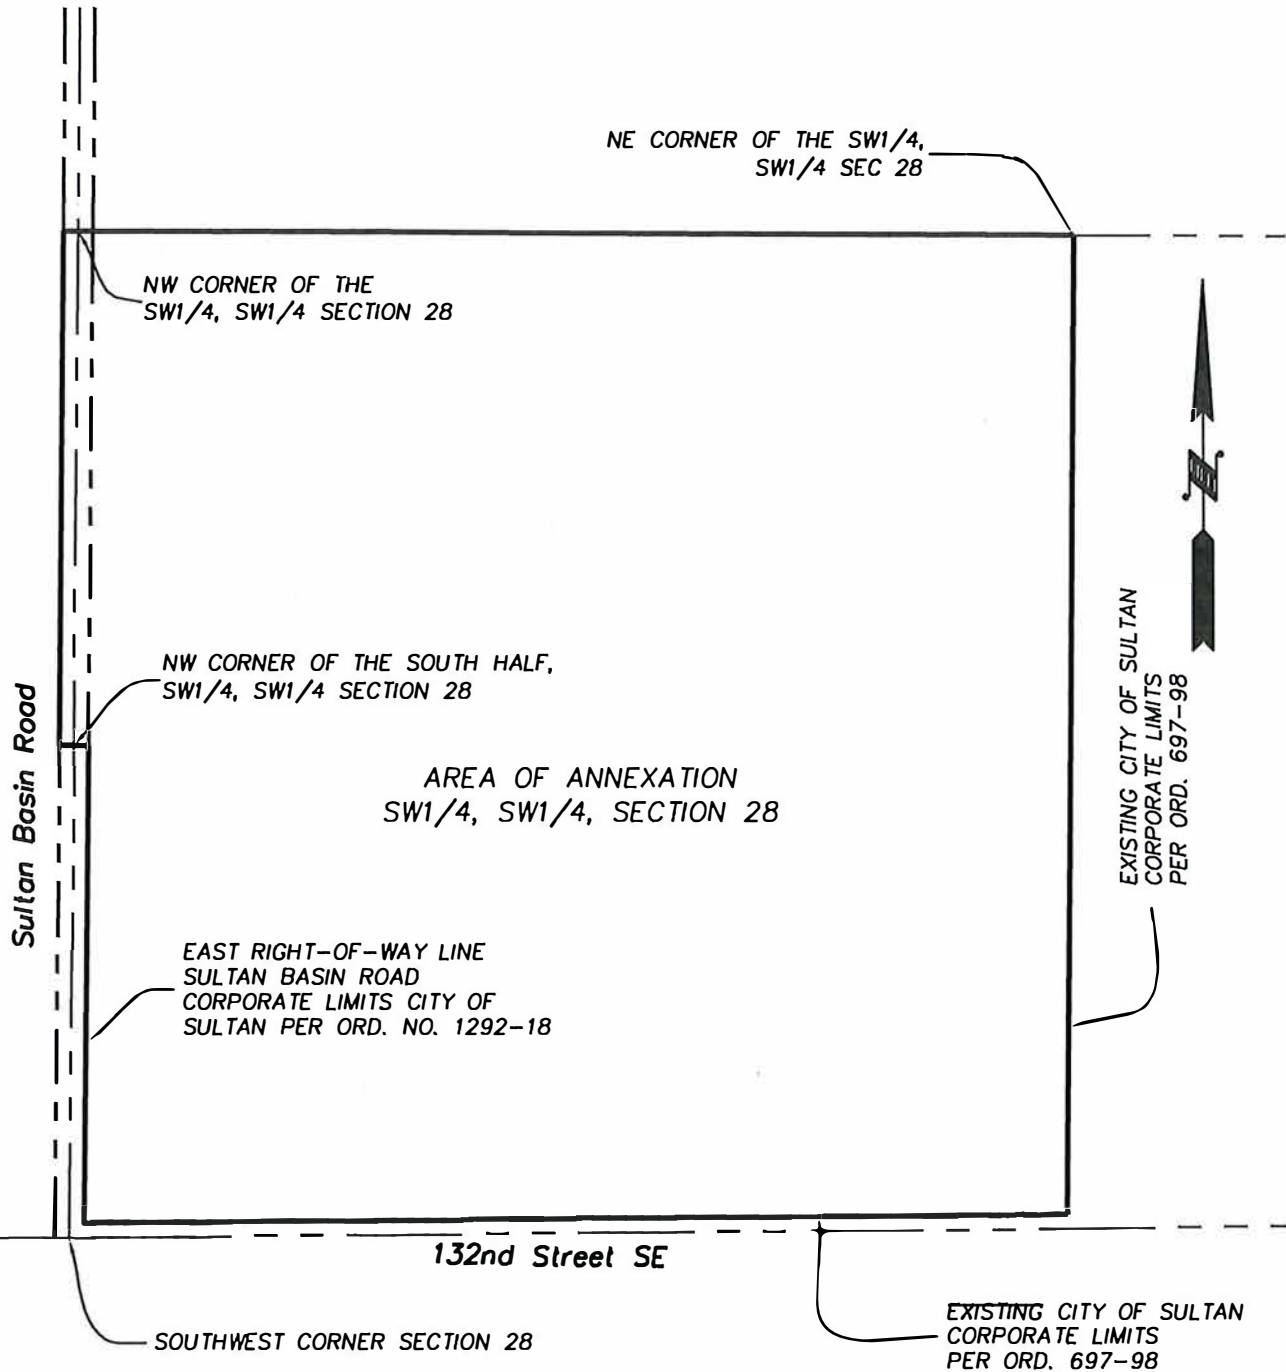 NE CORNER OF THE SW1/4,
SW1/4 SEC 28
NW CORNER OF THE
SW1/4, SW1/4 SECTION 28
N
NW CORNER OF THE SOUTH HALF,
SW1/4, SW1/4 SECTION 28
Sultan Basin Road
AREA OF ANNEXATION
SW1/4, SW1/4, SECTION 28
EXISTING CITY OF SULTAN
CORPORATE LIMITS
PER ORD. 697-98
EAST RIGHT-OF-WAY LINE
SULTAN BASIN ROAD
CORPORATE LIMITS CITY OF
SULTAN PER ORD. NO. 1292-18
132nd Street SE
SOUTHWEST CORNER SECTION 28
EXISTING CITY OF SULTAN
CORPORATE LIMITS
PER ORD. 697-98